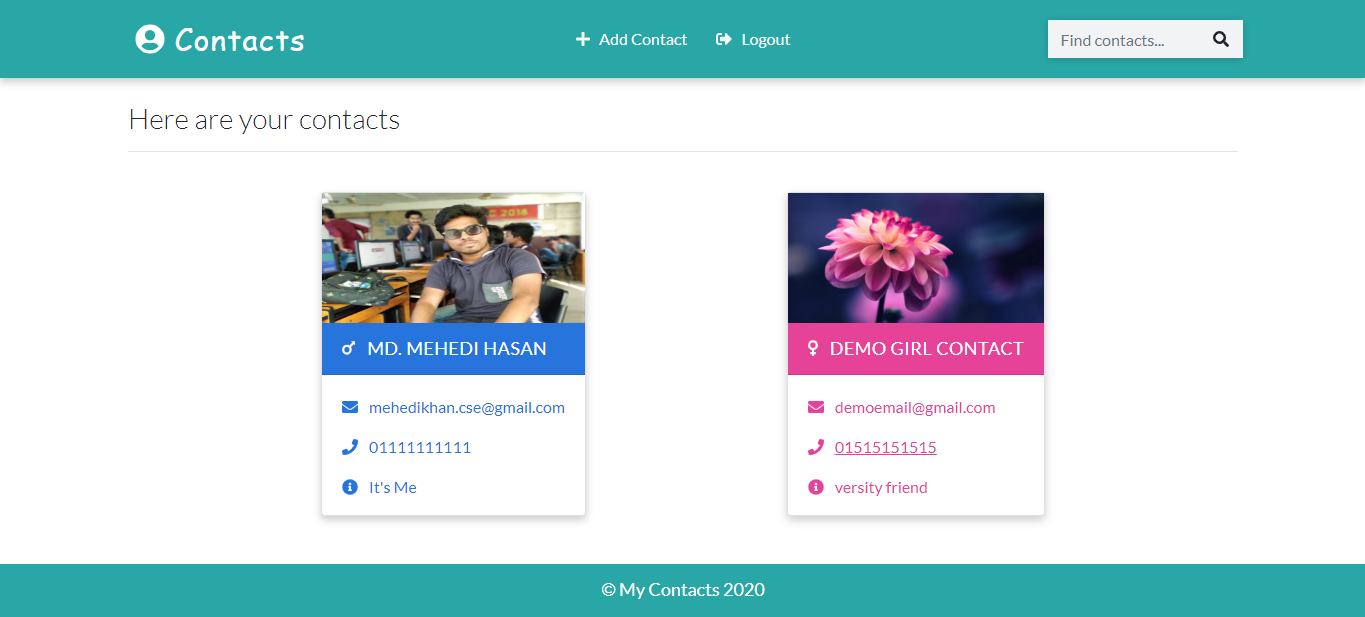 Contacts
Add Contact
Logout
Find contacts...
Here are your contacts
2018
MD. MEHEDI HASAN
mehedikhan.cse@gmail.com
01111111111
It's Me
DEMO GIRL CONTACT
demoemail@gmail.com
01515151515
versity friend
© My Contacts 2020